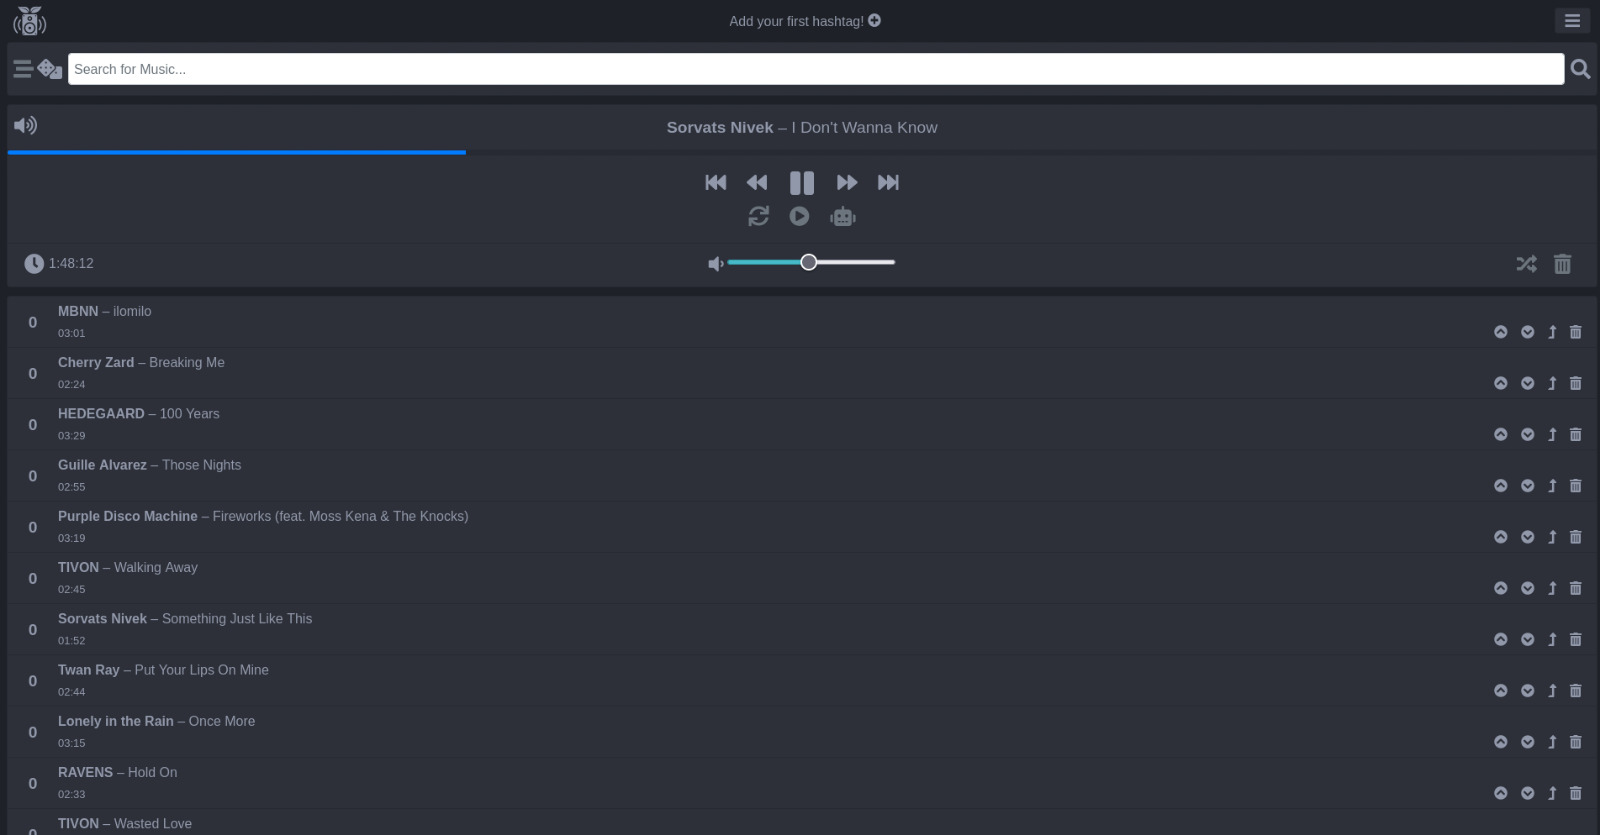 Add your first hashtag!
Search for Music...
Sorvats Nivek – I Don't Wanna Know
1:48:12
0
MBNN – ilomilo
03:01
0
Cherry Zard – Breaking Me
02:24
0
HEDEGAARD – 100 Years
03:29
0
Guille Alvarez – Those Nights
02:55
0
Purple Disco Machine – Fireworks (feat. Moss Kena & The Knocks)
03:19
0
TIVON – Walking Away
02:45
0
Sorvats Nivek – Something Just Like This
01:52
0
Twan Ray – Put Your Lips On Mine
02:44
0
Lonely in the Rain – Once More
03:15
0
RAVENS – Hold On
02:33
0
TIVON – Wasted Love